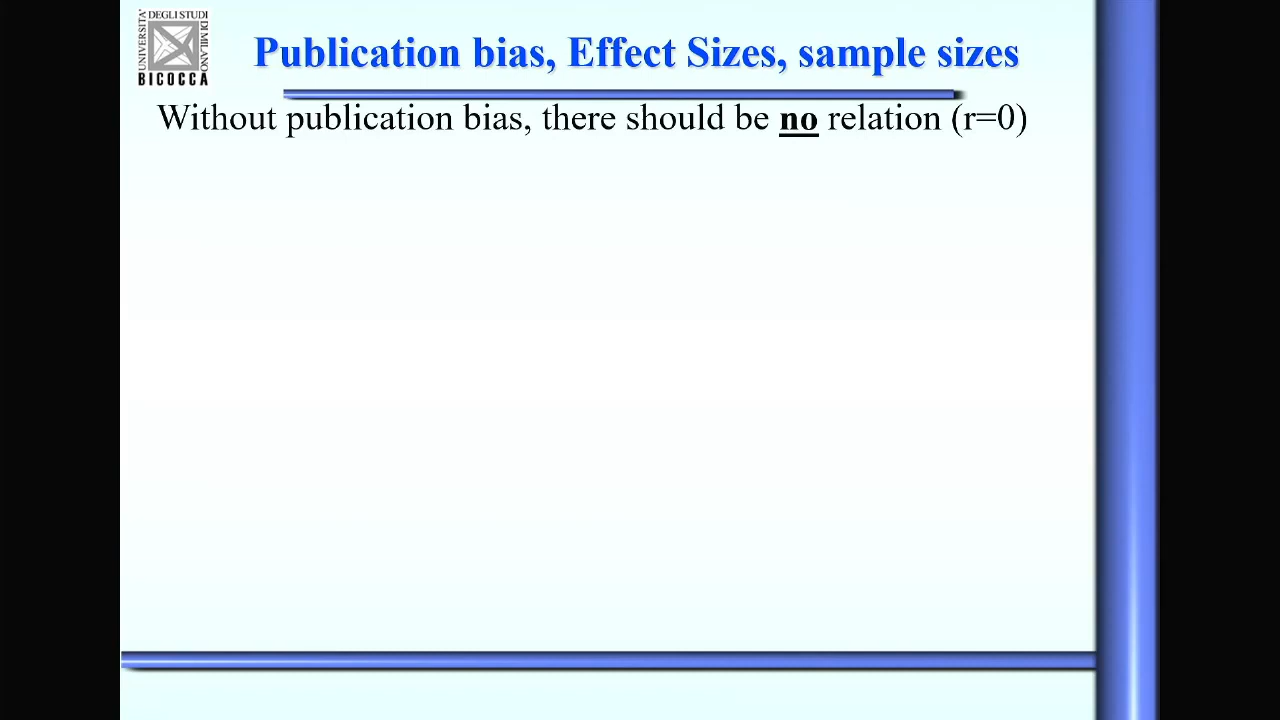 UNIVERSITA' DEGLI STUDI DI MILANO
BICOCCA
Publication bias, Effect Sizes, sample sizes
Without publication bias, there should be no relation (r=0)